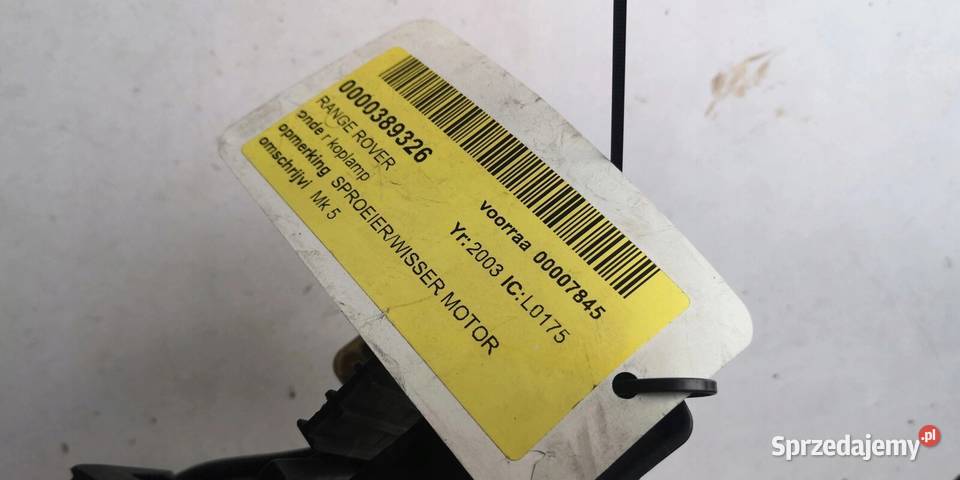 0000389326
RANGE ROVER
onde r koplamp
opmerking SPROEIER/WISSER MOTOR
omschrijvi Mk 5
voorraa 00007845
Yr: 2003 IC: L0175
Sprzedajemy.pl